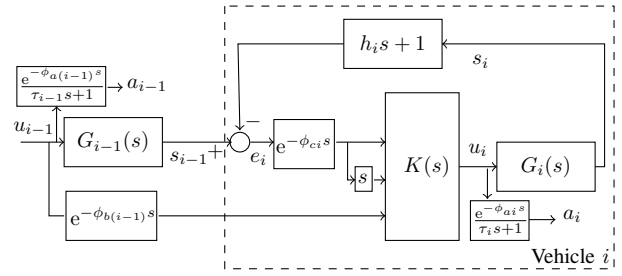 h_i s + 1
s_i
e^{-φ_{a(i-1)} s} / τ_{i-1} s+1
a_{i-1}
u_{i-1}
G_{i-1}(s)
s_{i-1}
+
−
e_i
e^{-φ_{ci} s}
s
K(s)
u_i
G_i(s)
e^{-φ_{b(i-1)} s}
e^{-φ_{ai} s} / τ_i s+1
a_i
Vehicle i